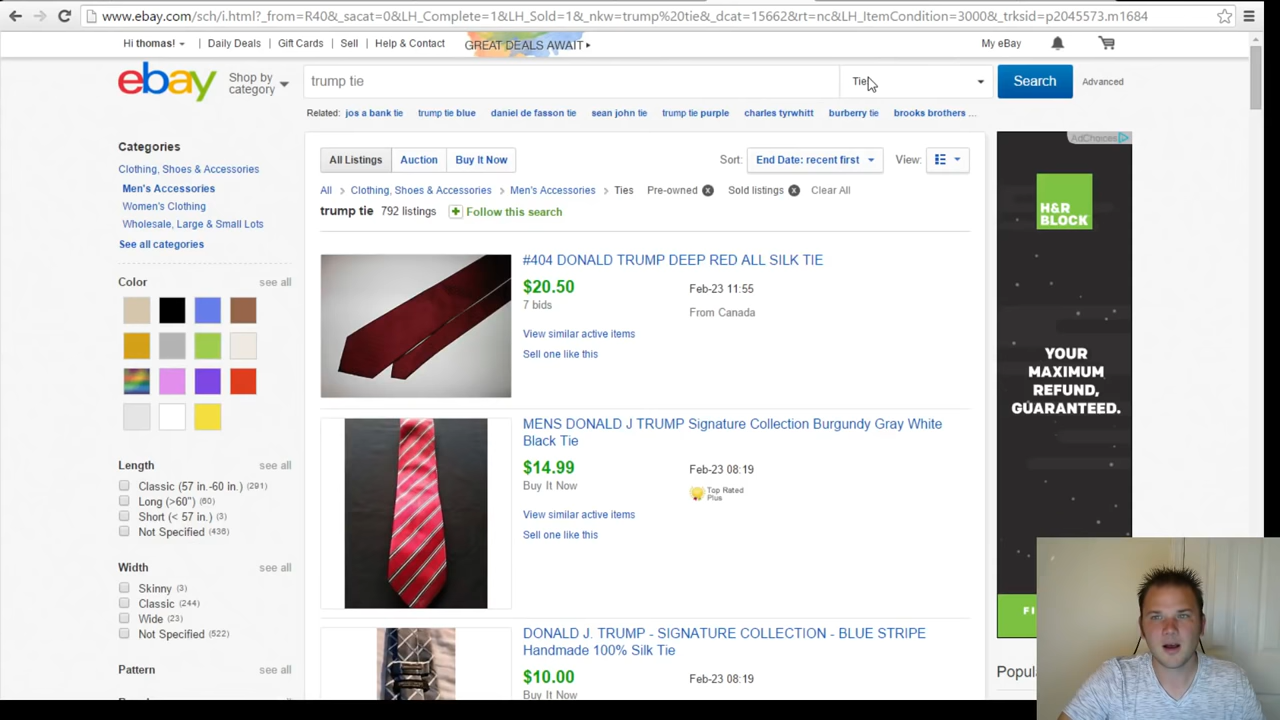 www.ebay.com/sch/i.html?_from=R40&_sacat=0&LH_Complete=1&LH_Sold=1&_nkw=trump%20tie&_dcat=15662&rt=nc&LH_ItemCondition=3000&_trksid=p2045573.m1684
Hi thomas! Daily Deals Gift Cards Sell Help & Contact GREAT DEALS AWAIT My eBay
ebay Shop by category trump tie Tie Search Advanced
Related: jos a bank tie trump tie blue daniel de fasson tie sean john tie trump tie purple charles tyrwhitt burberry tie brooks brothers ...
AdChoices
Categories
Clothing, Shoes & Accessories
Men's Accessories
Women's Clothing
Wholesale, Large & Small Lots
See all categories
All Listings Auction Buy It Now Sort: End Date: recent first View:
All > Clothing, Shoes & Accessories > Men's Accessories > Ties Pre-owned Sold listings Clear All
trump tie 792 listings + Follow this search
Color see all
Length see all
Classic (57 in.-60 in.) (291)
Long (>60") (60)
Short (< 57 in.) (3)
Not Specified (436)
Width see all
Skinny (3)
Classic (244)
Wide (23)
Not Specified (522)
Pattern see all
#404 DONALD TRUMP DEEP RED ALL SILK TIE
$20.50 Feb-23 11:55
7 bids From Canada
View similar active items
Sell one like this
MENS DONALD J TRUMP Signature Collection Burgundy Gray White
Black Tie
$14.99 Feb-23 08:19
Buy It Now Top Rated
Plus
View similar active items
Sell one like this
DONALD J. TRUMP - SIGNATURE COLLECTION - BLUE STRIPE
Handmade 100% Silk Tie
$10.00 Feb-23 08:19
Buy It Now
H&R
BLOCK
YOUR
MAXIMUM
REFUND,
GUARANTEED.
FI
Popul